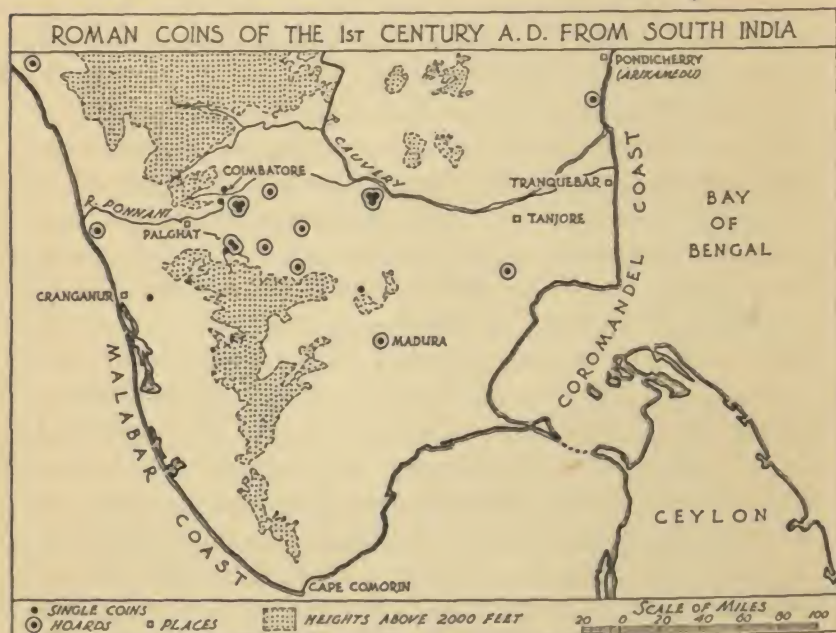 ROMAN COINS OF THE 1ST CENTURY A.D. FROM SOUTH INDIA
PONDICHERRY
(ARIKAMEDU)
R. CAUVERY
COIMBATORE
TRANQUEBAR
R. PONNANI
TANJORE
PALGHAT
BAY
OF
BENGAL
CRANGANUR
COROMANDEL COAST
MADURA
MALABAR COAST
CEYLON
CAPE COMORIN
SINGLE COINS
HOARDS
PLACES
HEIGHTS ABOVE 2000 FEET
SCALE OF MILES
20 0 20 40 60 80 100